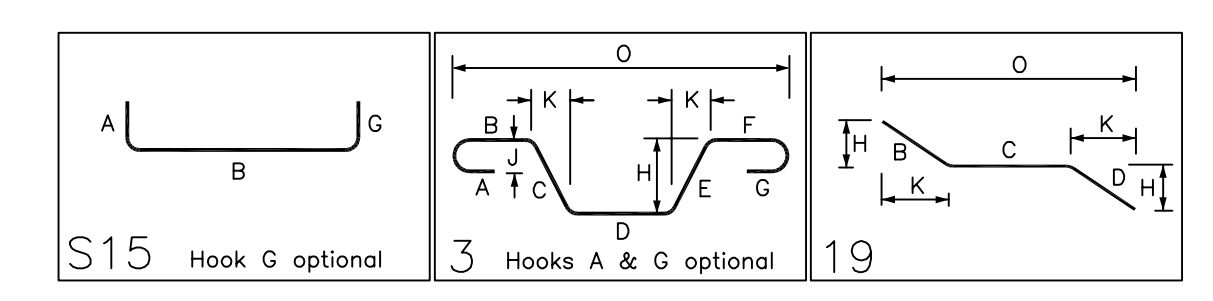 A
G
B
S15 Hook G optional
O
K K
B F
J H
A C E G
D
3 Hooks A & G optional
O
K
H B C
K D H
19